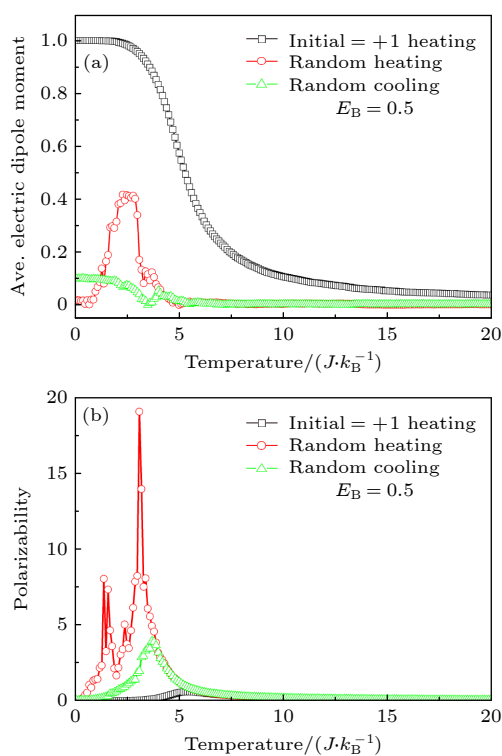 1.0
0.8
0.6
0.4
0.2
0
(a)
Initial = +1 heating
Random heating
Random cooling
E_B = 0.5
Ave. electric dipole moment
0 5 10 15 20
Temperature/(J·k_B^{-1})
20
15
10
5
0
(b)
Initial = +1 heating
Random heating
Random cooling
E_B = 0.5
Polarizability
0 5 10 15 20
Temperature/(J·k_B^{-1})